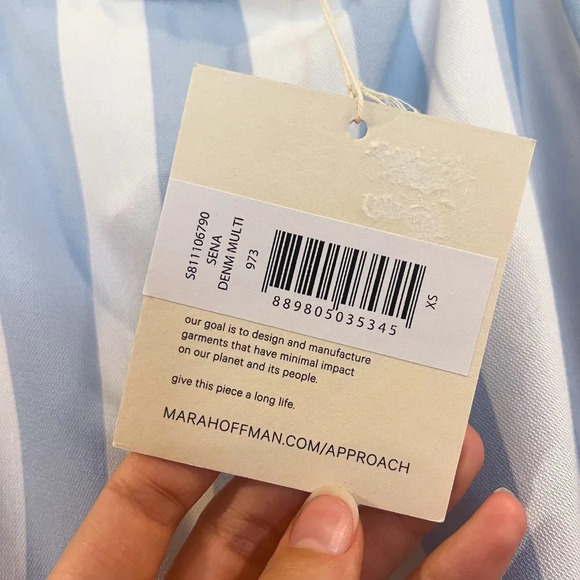 S811106790
SENA
DENM MULTI
973
889805035345
XS
our goal is to design and manufacture
garments that have minimal impact
on our planet and its people.
give this piece a long life.
MARAHOFFMAN.COM/APPROACH